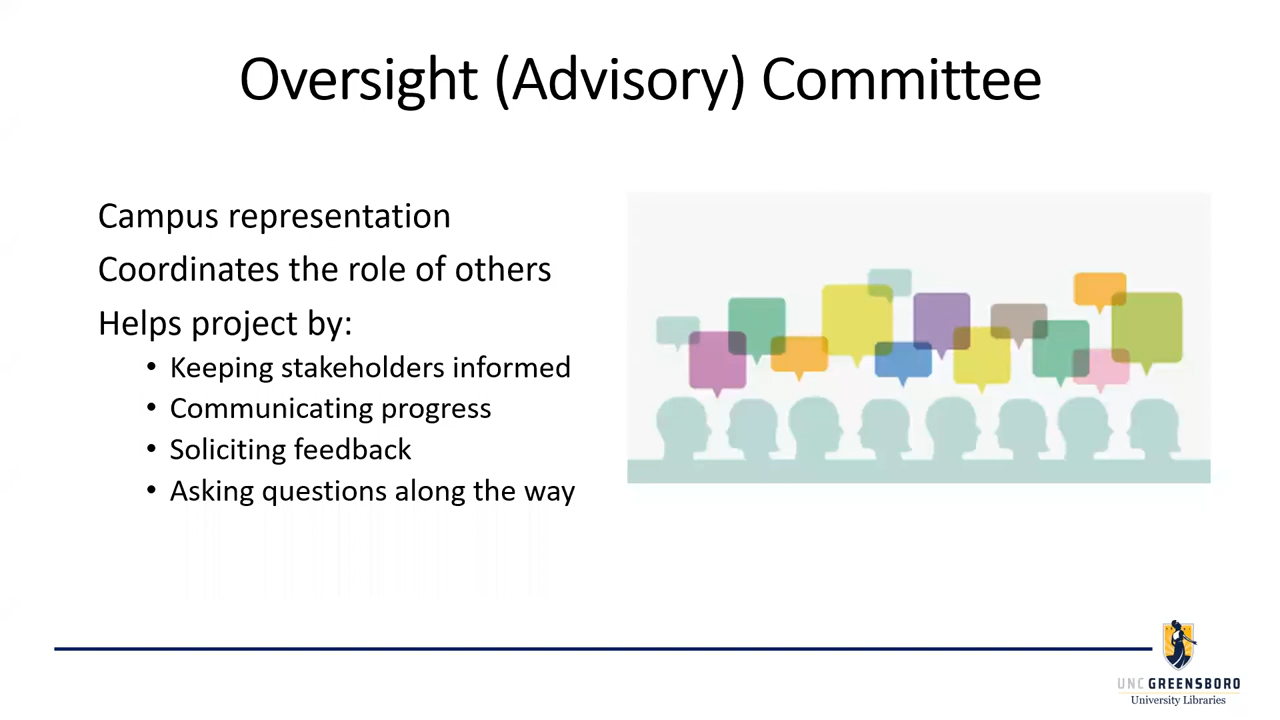 Oversight (Advisory) Committee
Campus representation
Coordinates the role of others
Helps project by:
• Keeping stakeholders informed
• Communicating progress
• Soliciting feedback
• Asking questions along the way
UNC GREENSBORO
University Libraries